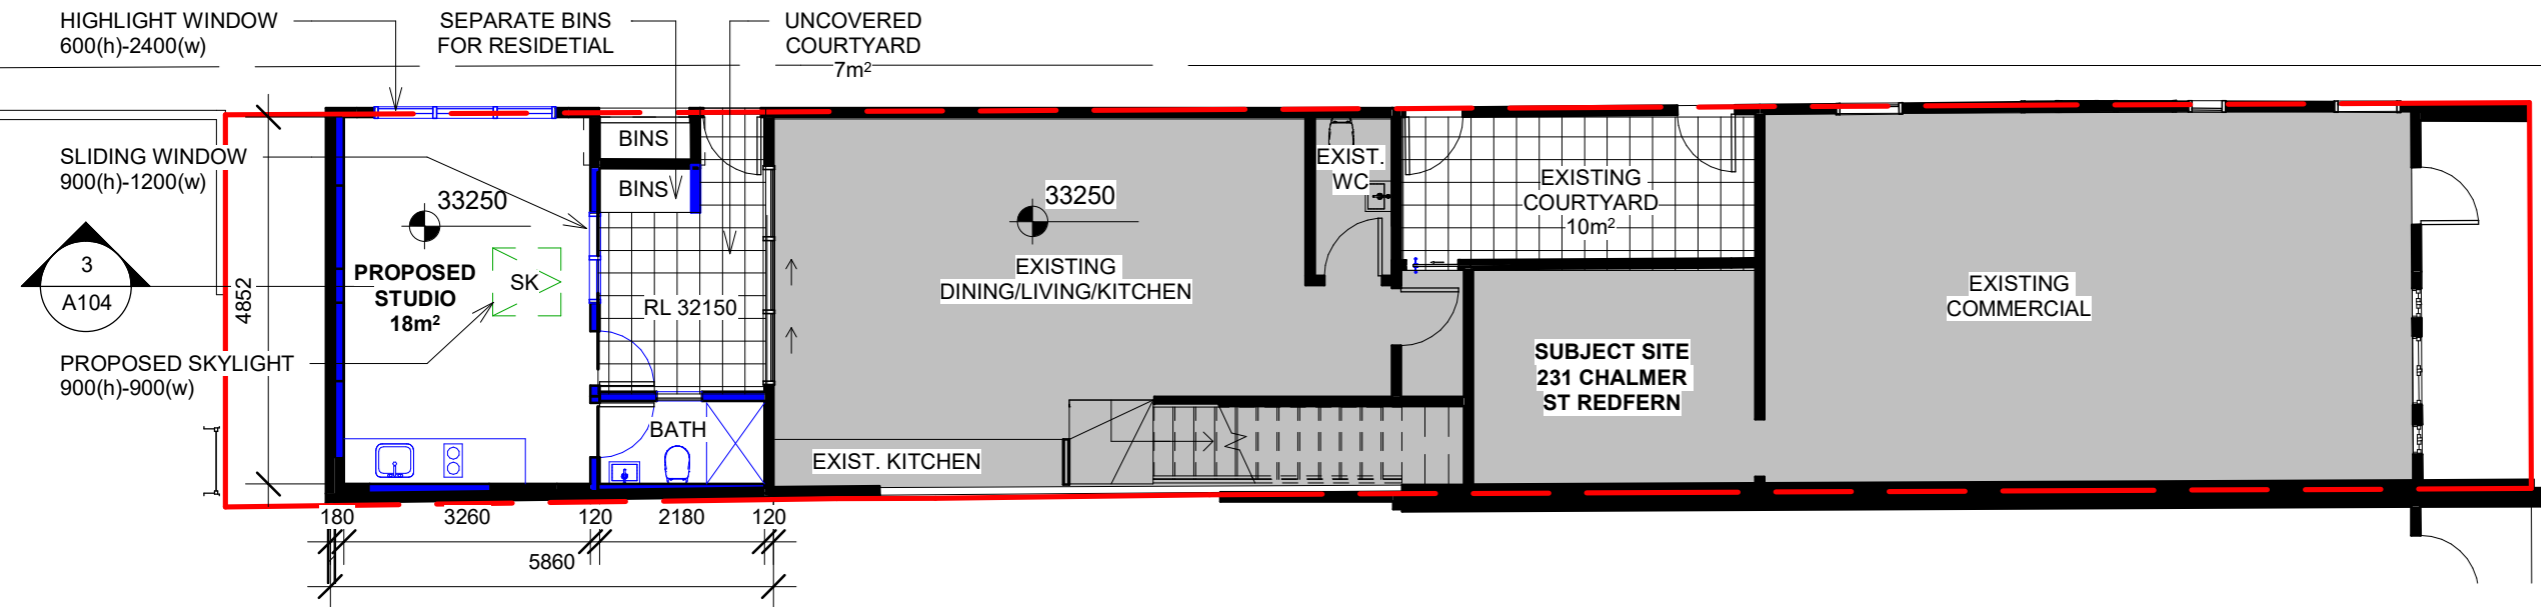 HIGHLIGHT WINDOW
600(h)-2400(w)
SEPARATE BINS
FOR RESIDETIAL
UNCOVERED
COURTYARD
7m²
SLIDING WINDOW
900(h)-1200(w)
BINS
BINS
33250
33250
EXIST.
WC
EXISTING
COURTYARD
10m²
3
A104
4852
PROPOSED
STUDIO
18m²
SK
RL 32150
EXISTING
DINING/LIVING/KITCHEN
EXISTING
COMMERCIAL
PROPOSED SKYLIGHT
900(h)-900(w)
SUBJECT SITE
231 CHALMER
ST REDFERN
BATH
EXIST. KITCHEN
180
3260
120
2180
120
5860